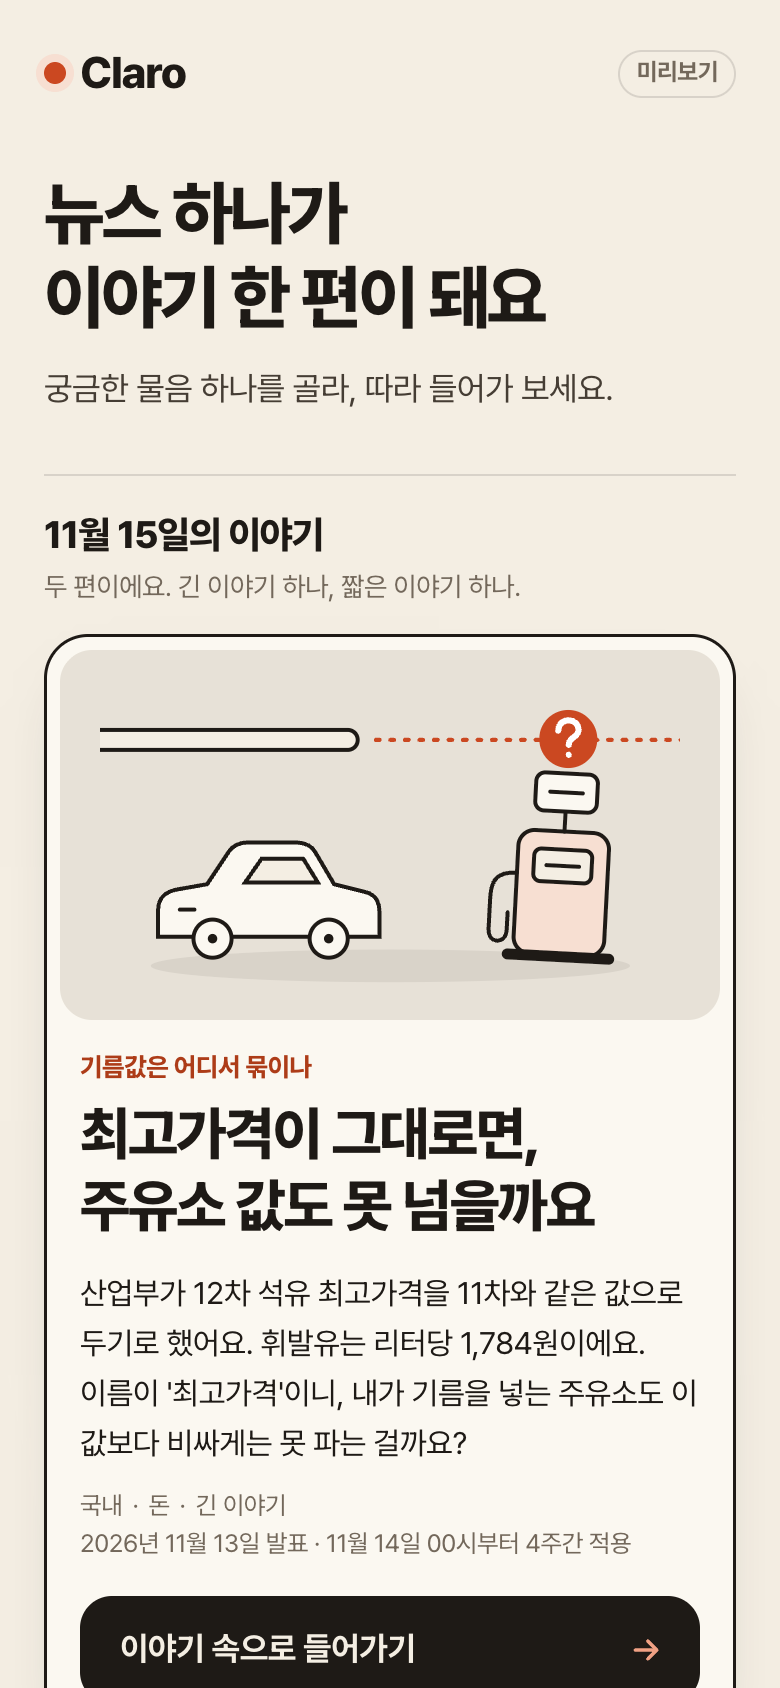 Claro
미리보기
뉴스 하나가
이야기 한 편이 돼요
궁금한 물음 하나를 골라, 따라 들어가 보세요.
11월 15일의 이야기
두 편이에요. 긴 이야기 하나, 짧은 이야기 하나.
?
기름값은 어디서 묶이나
최고가격이 그대로면,
주유소 값도 못 넘을까요
산업부가 12차 석유 최고가격을 11차와 같은 값으로
두기로 했어요. 휘발유는 리터당 1,784원이에요.
이름이 '최고가격'이니, 내가 기름을 넣는 주유소도 이
값보다 비싸게는 못 파는 걸까요?
국내 · 돈 · 긴 이야기
2026년 11월 13일 발표 · 11월 14일 00시부터 4주간 적용
이야기 속으로 들어가기 →